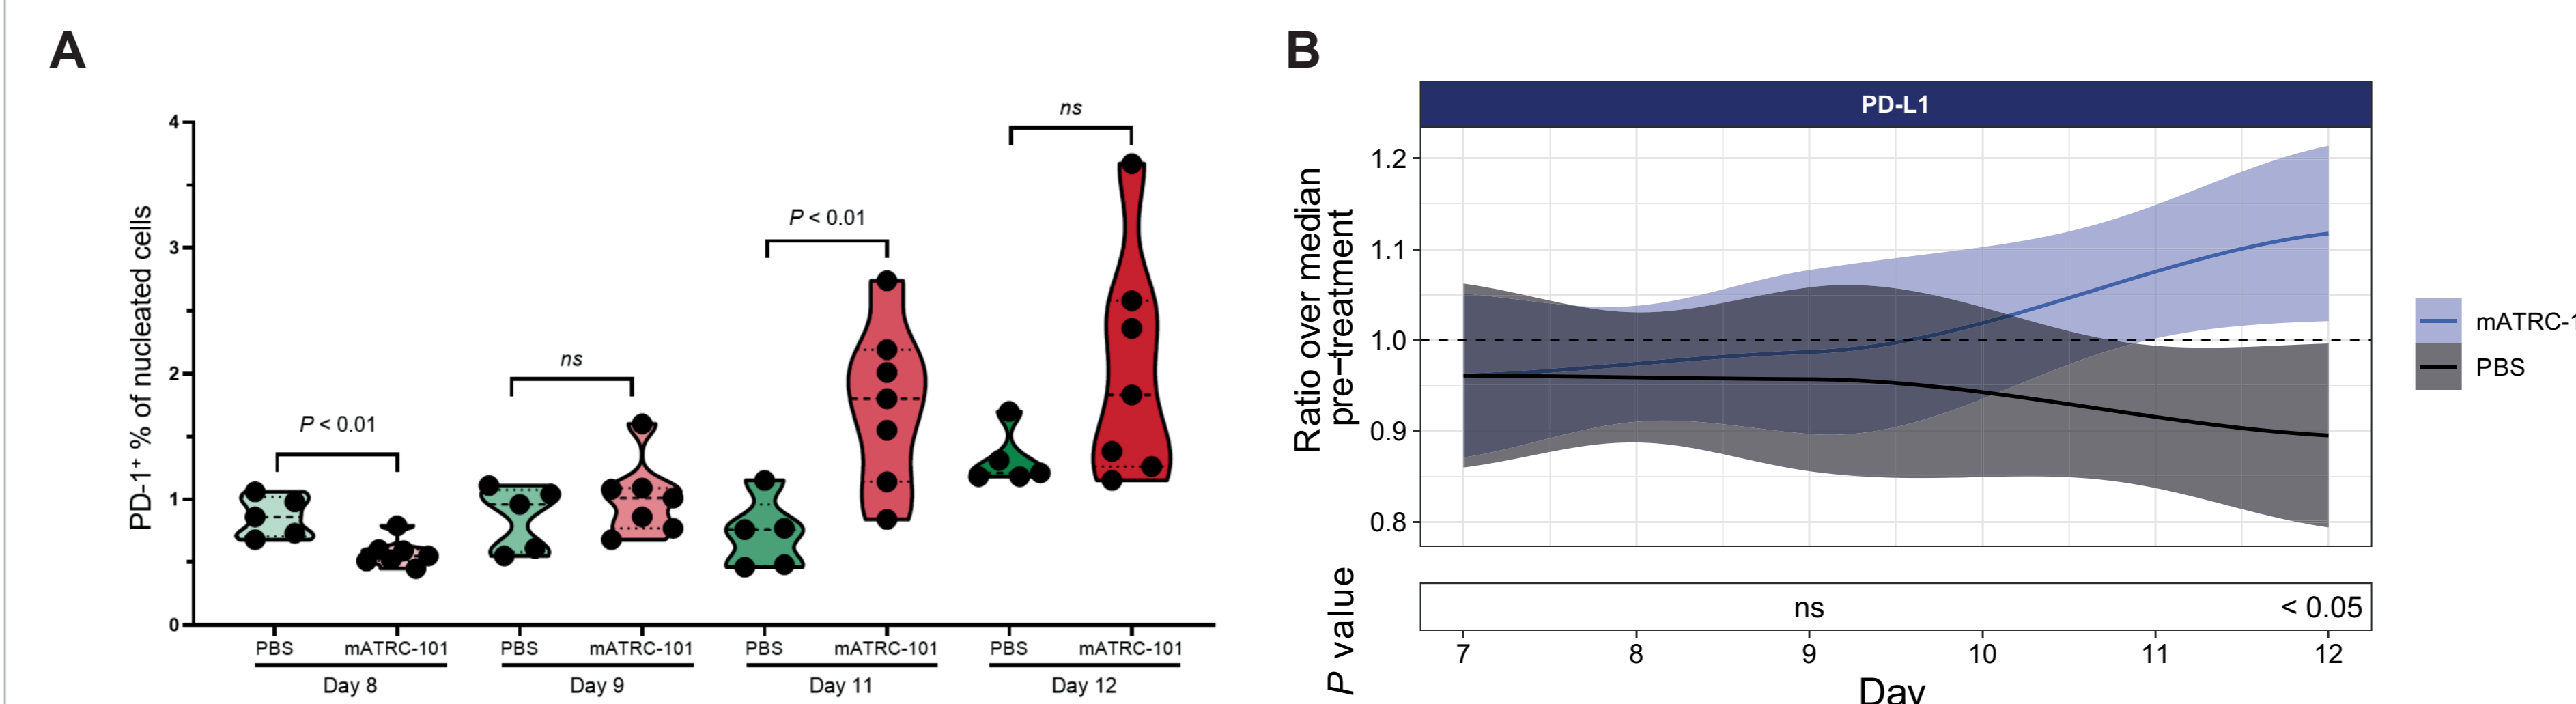 A
PD-1⁺ % of nucleated cells
4
3
2
1
0
P < 0.01
ns
P < 0.01
ns
PBS mATRC-101 PBS mATRC-101 PBS mATRC-101 PBS mATRC-101
Day 8 Day 9 Day 11 Day 12
B
PD-L1
Ratio over median
pre−treatment
1.2
1.1
1.0
0.9
0.8
mATRC-1
PBS
P value
ns < 0.05
7 8 9 10 11 12
Day